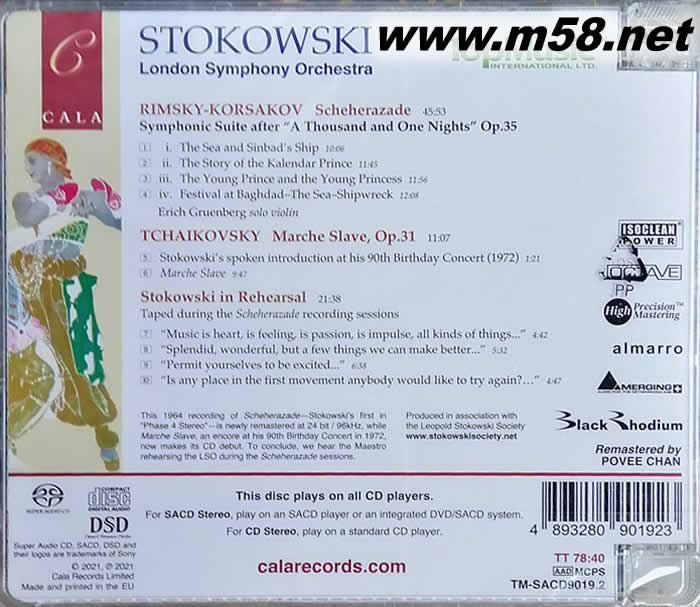 STOKOWSKI
www.m58.net
London Symphony Orchestra
TopMusic
INTERNATIONAL LTD.
CALA
RIMSKY-KORSAKOV Scheherazade 45:53
Symphonic Suite after "A Thousand and One Nights" Op.35
1 i. The Sea and Sinbad's Ship 10:06
2 ii. The Story of the Kalendar Prince 11:45
3 iii. The Young Prince and the Young Princess 11:56
4 iv. Festival at Baghdad–The Sea–Shipwreck 12:08
Erich Gruenberg solo violin
TCHAIKOVSKY Marche Slave, Op.31 11:07
5 Stokowski's spoken introduction at his 90th Birthday Concert (1972) 1:21
6 Marche Slave 9:47
Stokowski in Rehearsal 21:38
Taped during the Scheherazade recording sessions
7 "Music is heart, is feeling, is passion, is impulse, all kinds of things..." 4:42
8 "Splendid, wonderful, but a few things we can make better..." 5:32
9 "Permit yourselves to be excited..." 6:38
10 "Is any place in the first movement anybody would like to try again?..." 4:47
ISOCLEAN
POWER
High Precision™
Mastering
almarro
MERGING
Black Rhodium
Remastered by
POVEE CHAN
This 1964 recording of Scheherazade—Stokowski's first in
"Phase 4 Stereo"—is newly remastered at 24 bit / 96kHz, while
Marche Slave, an encore at his 90th Birthday Concert in 1972,
now makes its CD debut. To conclude, we hear the Maestro
rehearsing the LSO during the Scheherazade sessions.
Produced in association with
the Leopold Stokowski Society
www.stokowskisociety.net
SUPER AUDIO CD
COMPACT
disc
DIGITAL AUDIO
DSD
Direct Stream Digital
Super Audio CD, SACD, DSD and
their logos are trademarks of Sony
℗ 2021, © 2021
Cala Records Limited
Made and printed in the EU
This disc plays on all CD players.
For SACD Stereo, play on an SACD player or an integrated DVD/SACD system.
For CD Stereo, play on a standard CD player.
calarecords.com
4 893280 901923
TT 78:40
AAD MCPS
TM-SACD9019.2